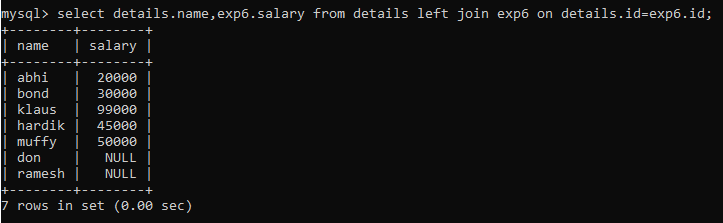 mysql> select details.name,exp6.salary from details left join exp6 on details.id=exp6.id;
+--------+--------+
| name   | salary |
+--------+--------+
| abhi   |  20000 |
| bond   |  30000 |
| klaus  |  99000 |
| hardik |  45000 |
| muffy  |  50000 |
| don    |   NULL |
| ramesh |   NULL |
+--------+--------+
7 rows in set (0.00 sec)